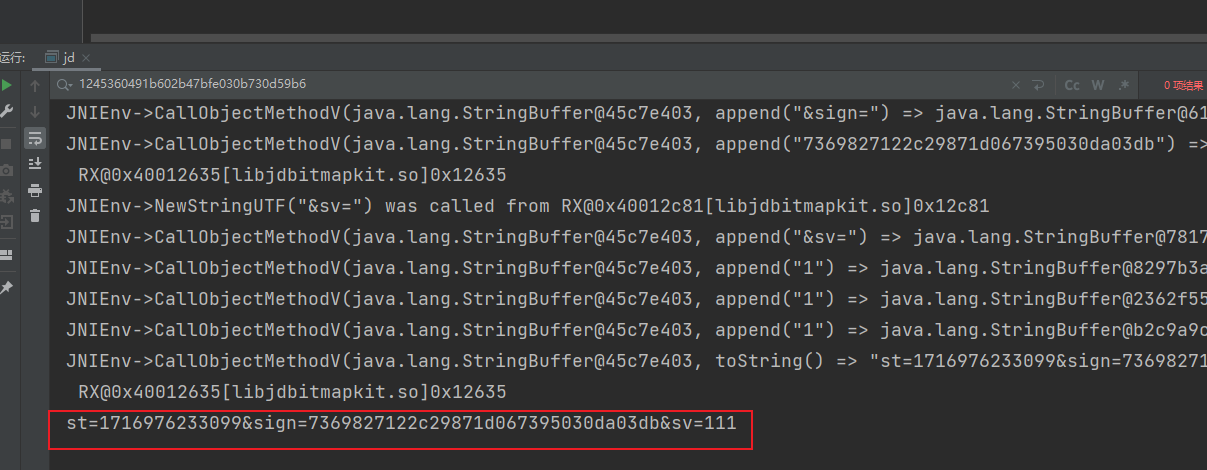 运行: jd ×
1245360491b602b47bfe030b730d59b6 × Cc W .* 0 项结果
JNIEnv->CallObjectMethodV(java.lang.StringBuffer@45c7e403, append("&sign=") => java.lang.StringBuffer@61
JNIEnv->CallObjectMethodV(java.lang.StringBuffer@45c7e403, append("7369827122c29871d067395030da03db") =>
RX@0x40012635[libjdbitmapkit.so]0x12635
JNIEnv->NewStringUTF("&sv=") was called from RX@0x40012c81[libjdbitmapkit.so]0x12c81
JNIEnv->CallObjectMethodV(java.lang.StringBuffer@45c7e403, append("&sv=") => java.lang.StringBuffer@7817
JNIEnv->CallObjectMethodV(java.lang.StringBuffer@45c7e403, append("1") => java.lang.StringBuffer@8297b3a
JNIEnv->CallObjectMethodV(java.lang.StringBuffer@45c7e403, append("1") => java.lang.StringBuffer@2362f55
JNIEnv->CallObjectMethodV(java.lang.StringBuffer@45c7e403, append("1") => java.lang.StringBuffer@b2c9a9c
JNIEnv->CallObjectMethodV(java.lang.StringBuffer@45c7e403, toString() => "st=1716976233099&sign=73698271
RX@0x40012635[libjdbitmapkit.so]0x12635
st=1716976233099&sign=7369827122c29871d067395030da03db&sv=111